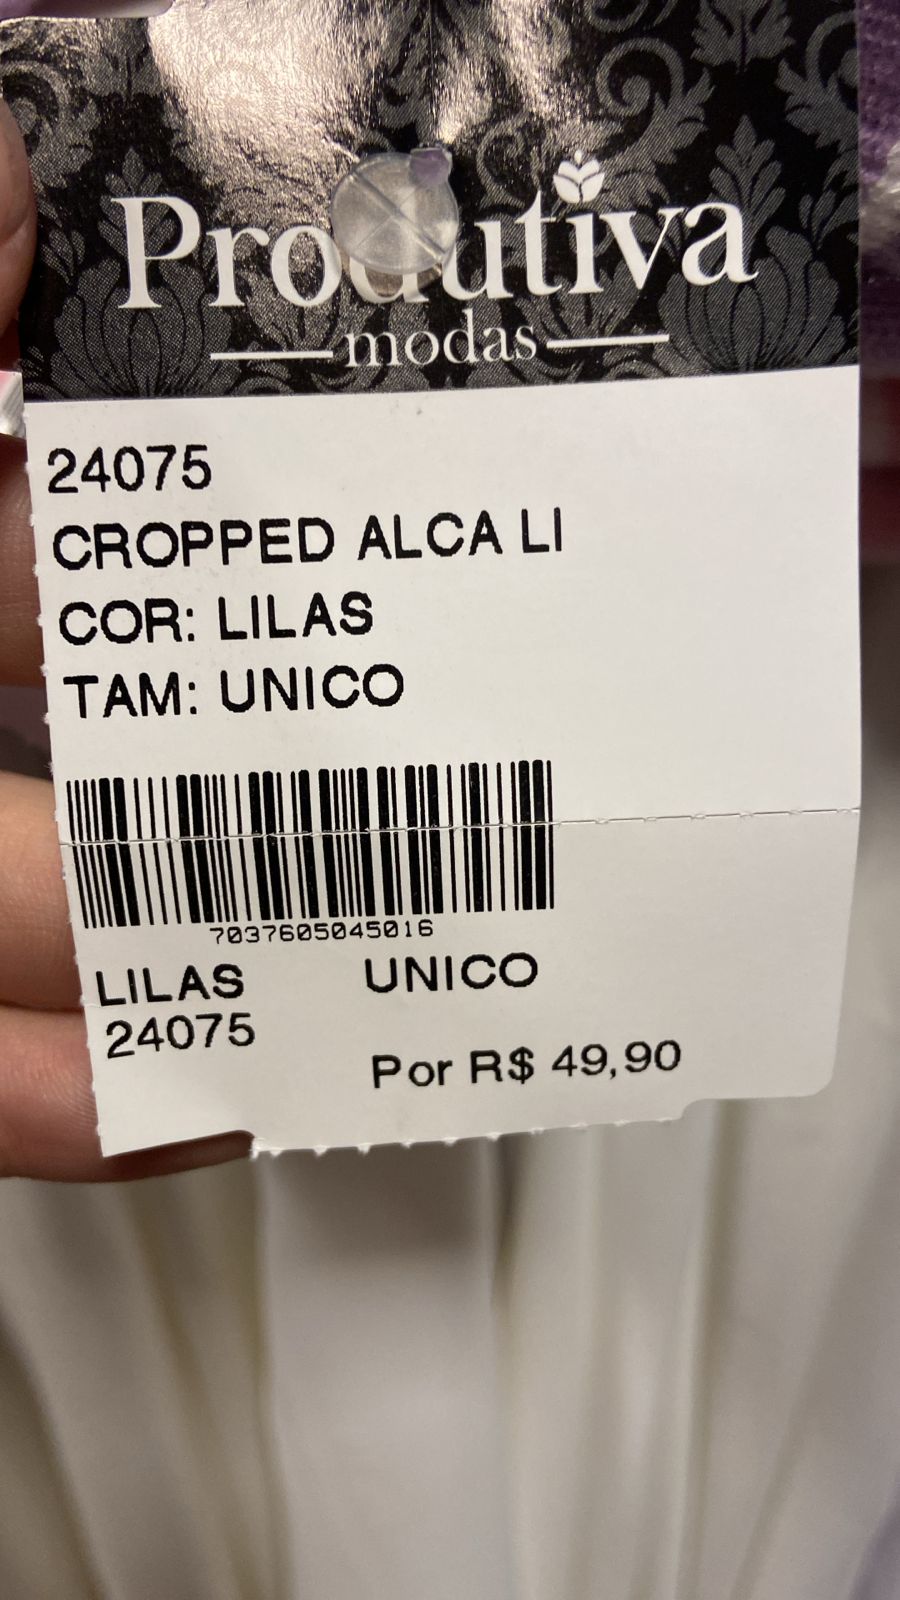 Produtiva
modas
24075
CROPPED ALCA LI
COR: LILAS
TAM: UNICO
7037605045016
LILAS UNICO
24075
Por R$ 49,90